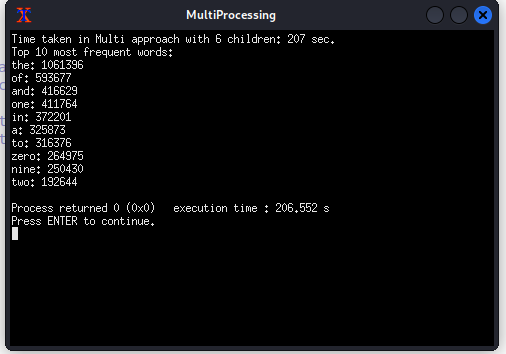 MultiProcessing
Time taken in Multi approach with 6 children: 207 sec.
Top 10 most frequent words:
the: 1061396
of: 593677
and: 416629
one: 411764
in: 372201
a: 325873
to: 316376
zero: 264975
nine: 250430
two: 192644
Process returned 0 (0x0)   execution time : 206.552 s
Press ENTER to continue.